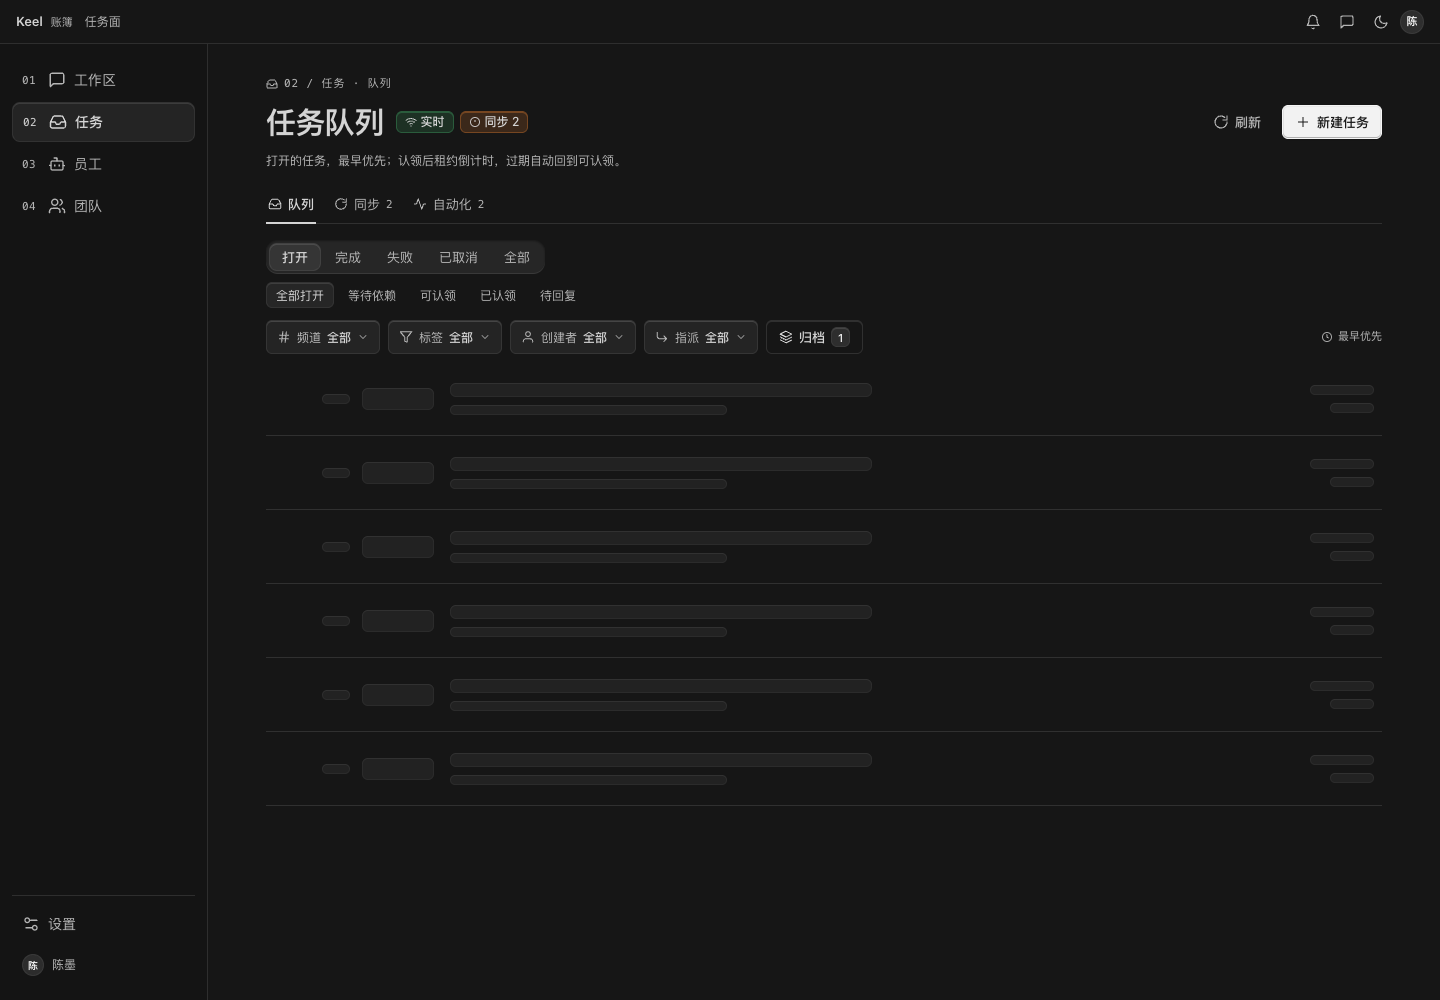 Keel 账簿 任务面 陈
01 工作区
02 任务
03 员工
04 团队
02 / 任务 · 队列
任务队列 实时 同步 2 刷新 新建任务
打开的任务，最早优先；认领后租约倒计时，过期自动回到可认领。
队列 同步 2 自动化 2
打开 完成 失败 已取消 全部
全部打开 等待依赖 可认领 已认领 待回复
频道 全部 标签 全部 创建者 全部 指派 全部 归档 1 最早优先
设置
陈 陈墨